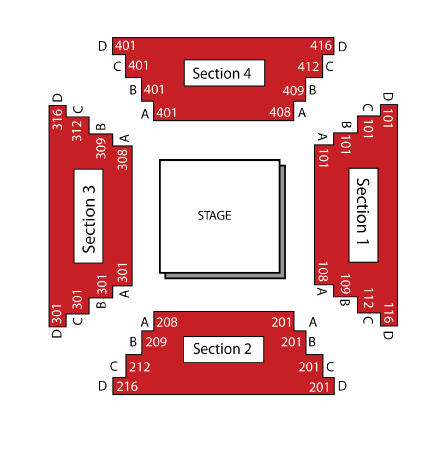 D 401 416 D
C 401 412 C
Section 4
B 401 409 B
A 401 408 A
D 316
C 312
B 309
A 308
Section 3
301 A
301 B
301 C
301 D
STAGE
D 101
C 101
B 101
A 101
Section 1
108 A
109 B
112 C
116 D
A 208 201 A
B 209 201 B
Section 2
C 212 201 C
D 216 201 D